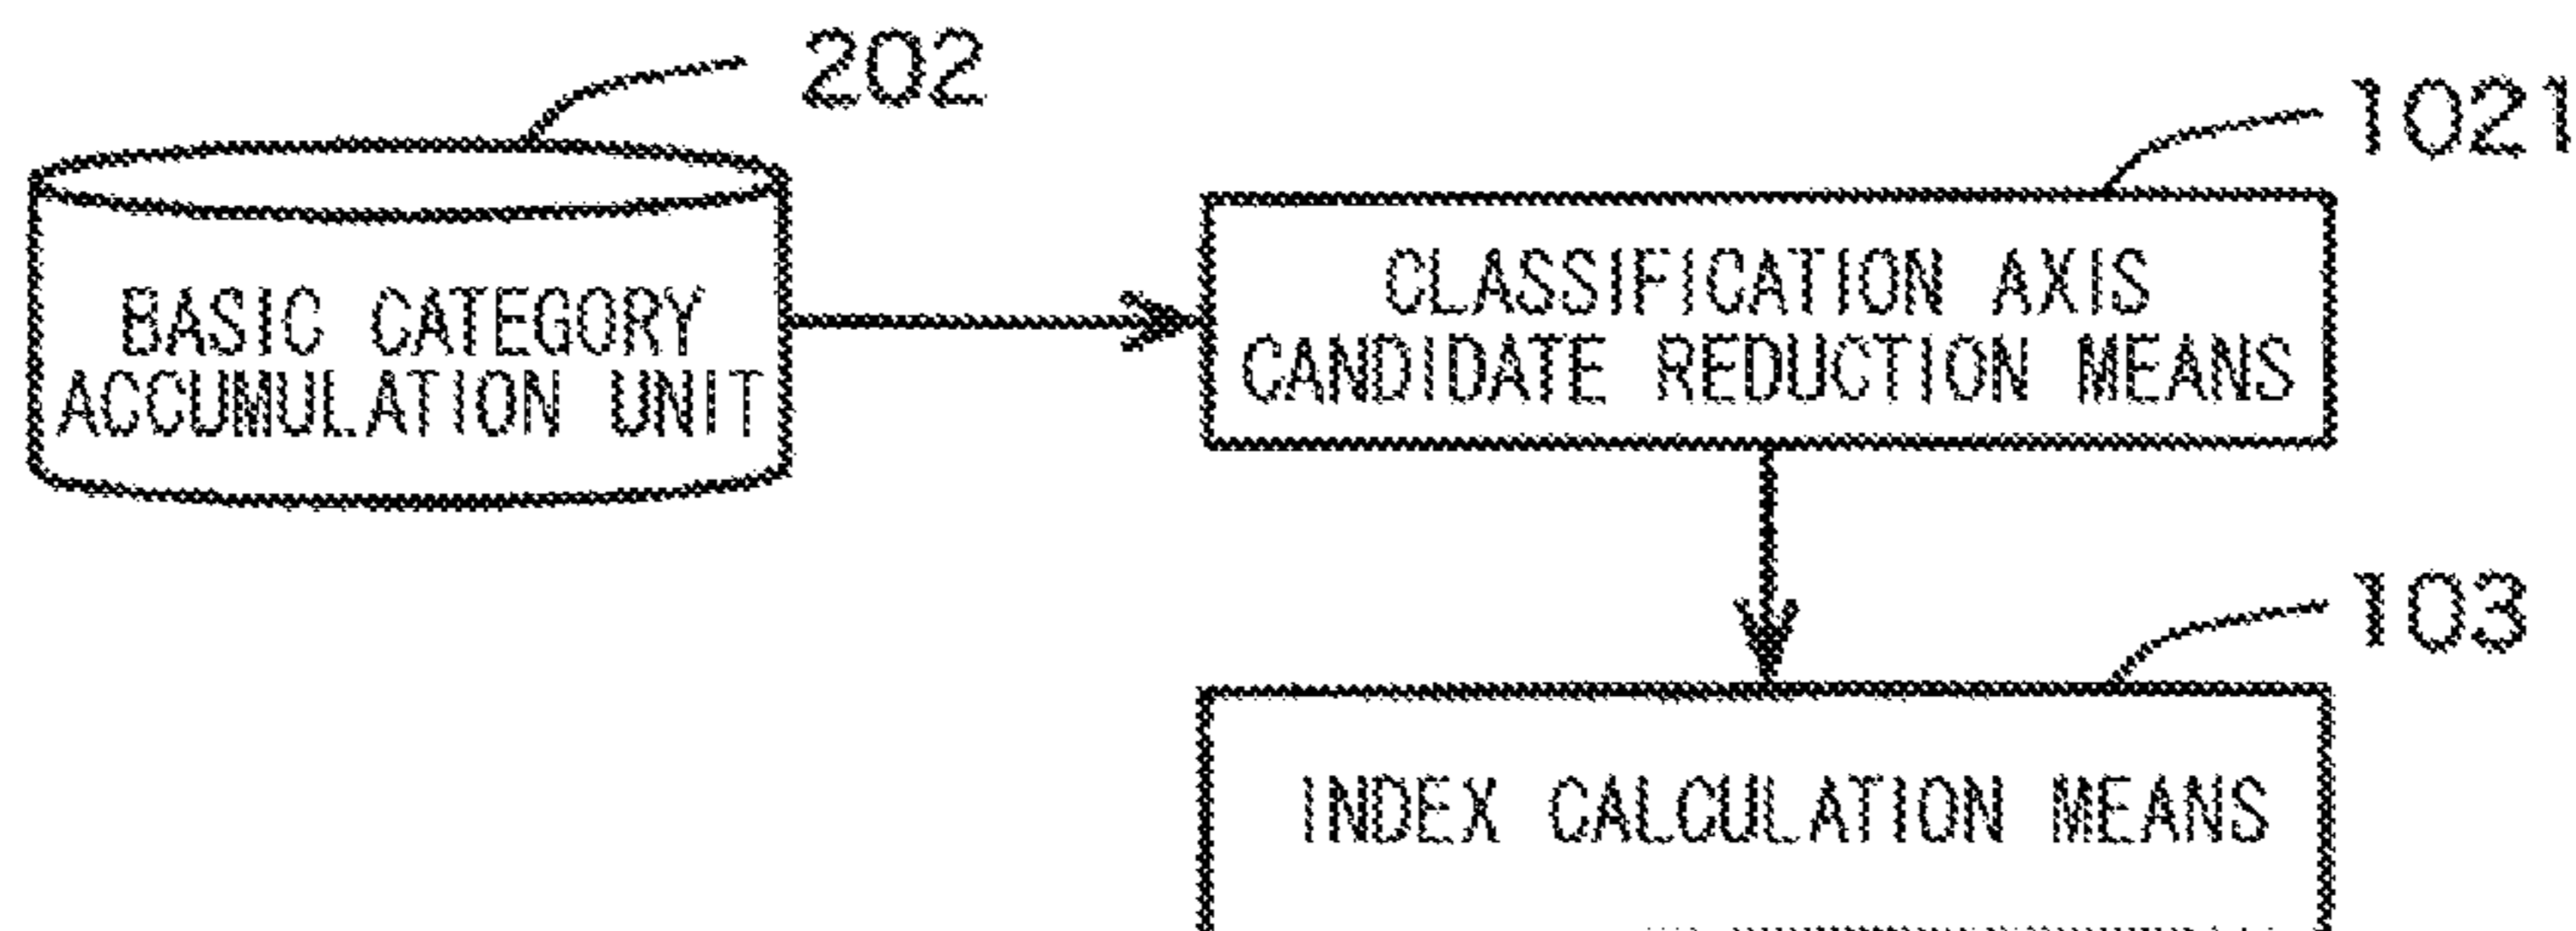 202
1021
BASIC CATEGORY
ACCUMULATION UNIT
CLASSIFICATION AXIS
CANDIDATE REDUCTION MEANS
103
INDEX CALCULATION MEANS